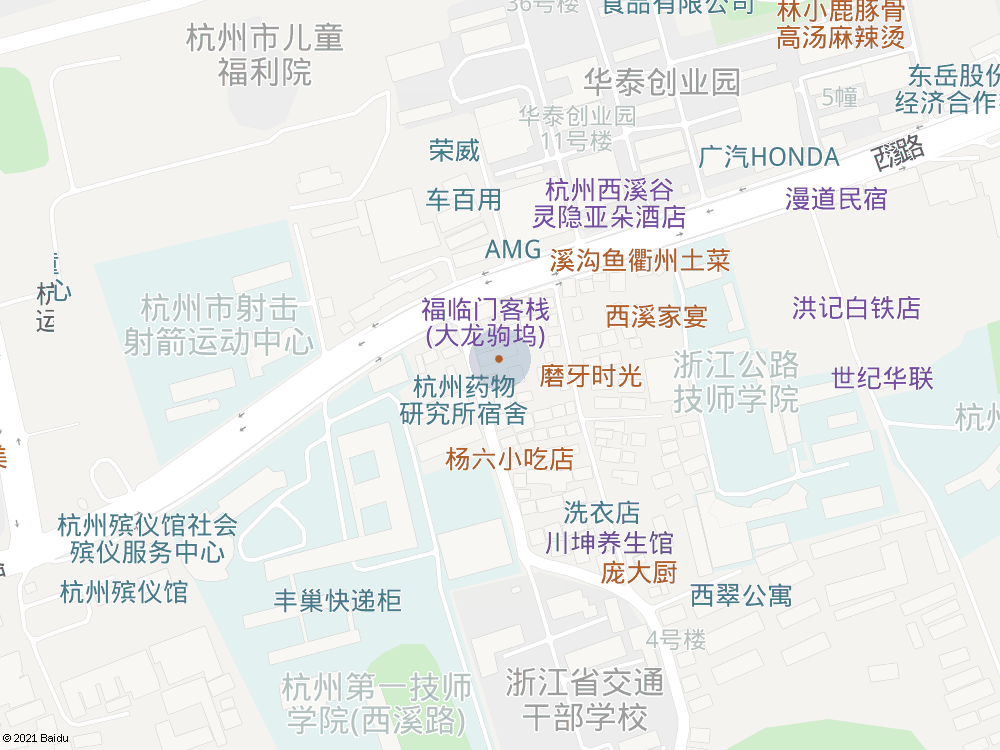 36号楼
食品有限公司
林小鹿豚骨
高汤麻辣烫
杭州市儿童
福利院
华泰创业园
东岳股份
经济合作
5幢
华泰创业园
11号楼
荣威
广汽HONDA
西溪路
车百用
杭州西溪谷
灵隐亚朵酒店
漫道民宿
AMG
溪沟鱼衢州土菜
心
杭
运
杭州市射击
射箭运动中心
福临门客栈
(大龙驹坞)
西溪家宴
洪记白铁店
浙江公路
技师学院
磨牙时光
世纪华联
杭州药物
研究所宿舍
杭州
杨六小吃店
美
洗衣店
杭州殡仪馆社会
殡仪服务中心
川坤养生馆
庞大厨
杭州殡仪馆
丰巢快递柜
西翠公寓
4号楼
杭州第一技师
学院(西溪路)
浙江省交通
干部学校
© 2021 Baidu